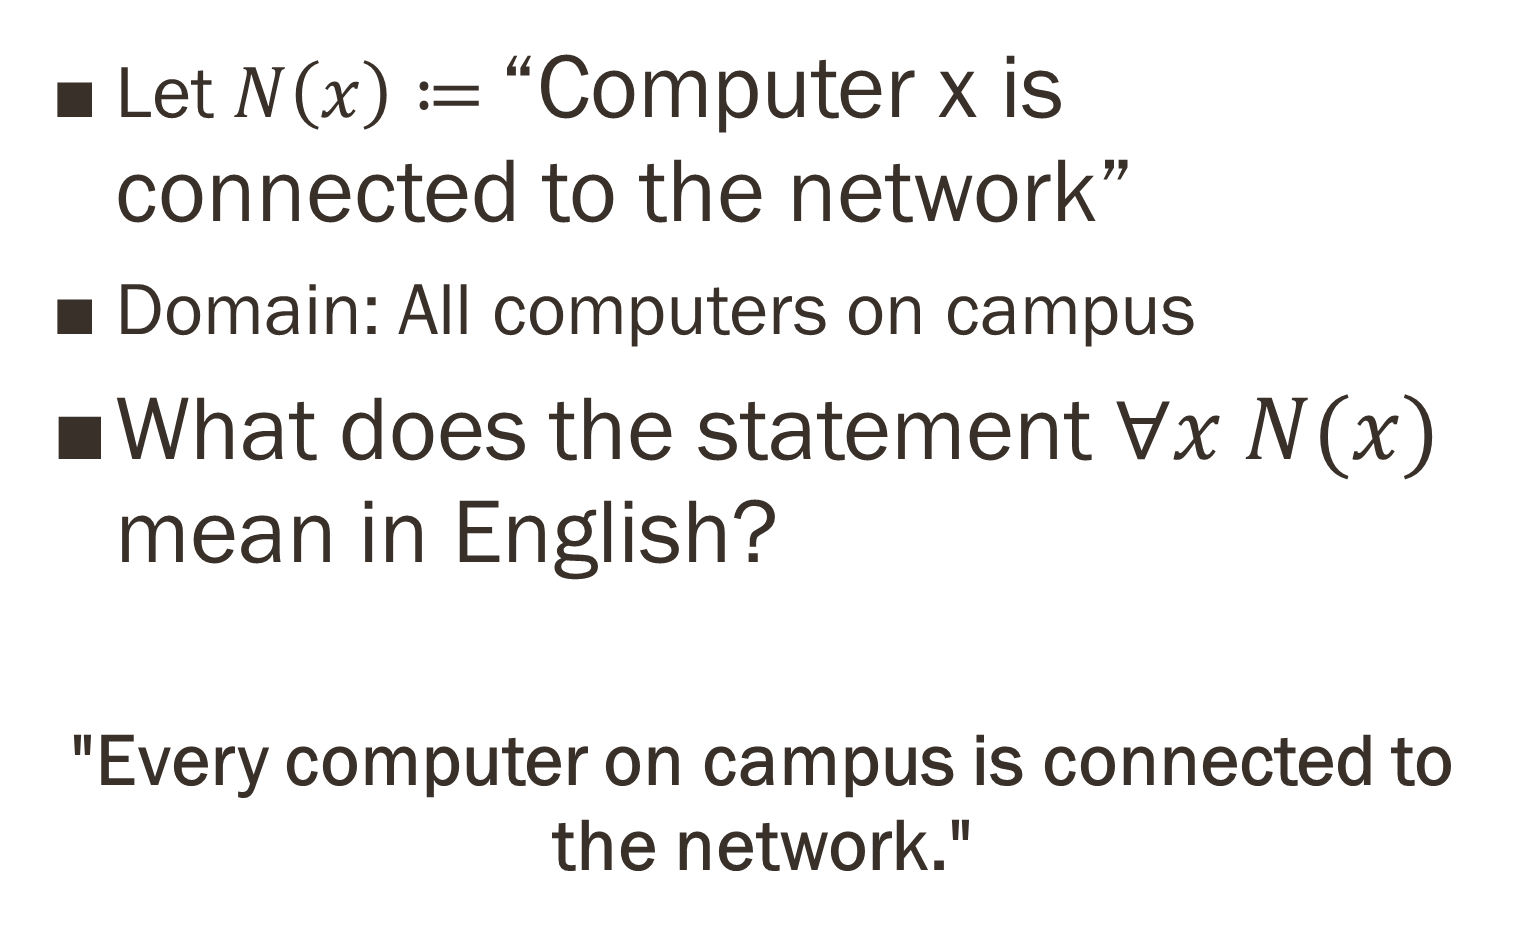 ■ Let 𝑁(𝑥) ≔ “Computer x is
connected to the network”
■ Domain: All computers on campus
■ What does the statement ∀𝑥 𝑁(𝑥)
mean in English?
"Every computer on campus is connected to
the network."